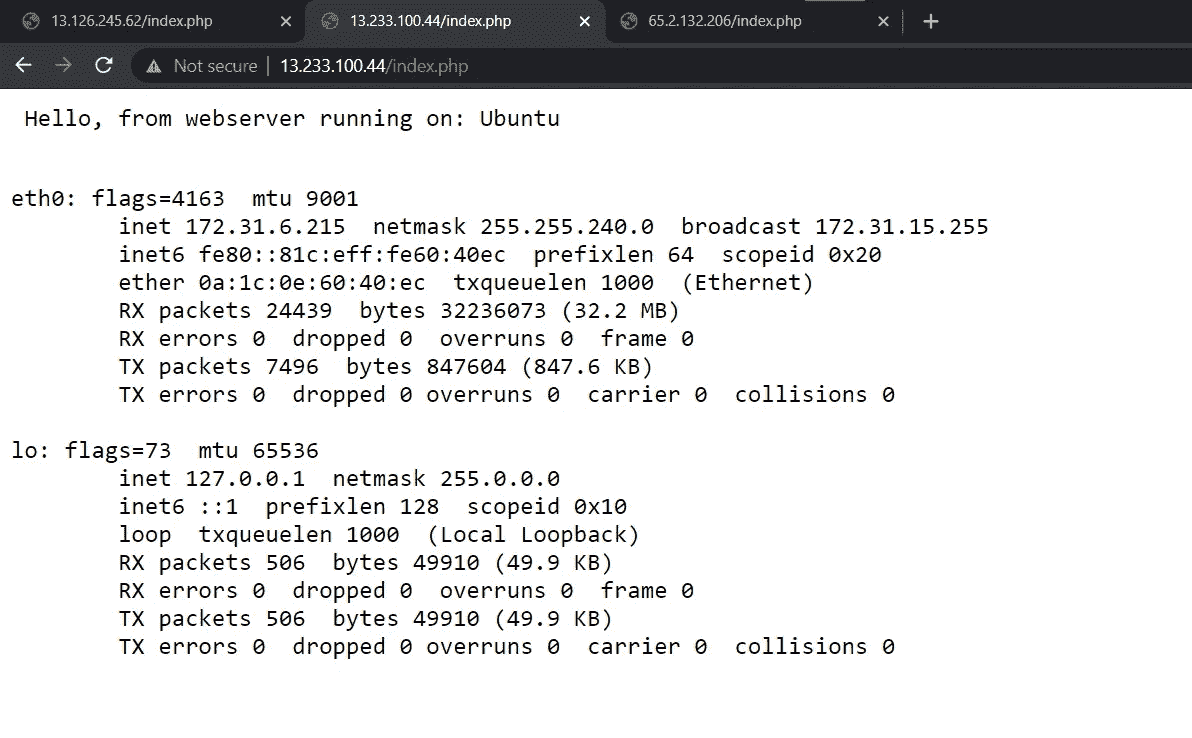 13.126.245.62/index.php
13.233.100.44/index.php
65.2.132.206/index.php
Not secure | 13.233.100.44/index.php
Hello, from webserver running on: Ubuntu
eth0: flags=4163  mtu 9001
inet 172.31.6.215  netmask 255.255.240.0  broadcast 172.31.15.255
inet6 fe80::81c:eff:fe60:40ec  prefixlen 64  scopeid 0x20
ether 0a:1c:0e:60:40:ec  txqueuelen 1000  (Ethernet)
RX packets 24439  bytes 32236073 (32.2 MB)
RX errors 0  dropped 0  overruns 0  frame 0
TX packets 7496  bytes 847604 (847.6 KB)
TX errors 0  dropped 0 overruns 0  carrier 0  collisions 0
lo: flags=73  mtu 65536
inet 127.0.0.1  netmask 255.0.0.0
inet6 ::1  prefixlen 128  scopeid 0x10
loop  txqueuelen 1000  (Local Loopback)
RX packets 506  bytes 49910 (49.9 KB)
RX errors 0  dropped 0  overruns 0  frame 0
TX packets 506  bytes 49910 (49.9 KB)
TX errors 0  dropped 0 overruns 0  carrier 0  collisions 0